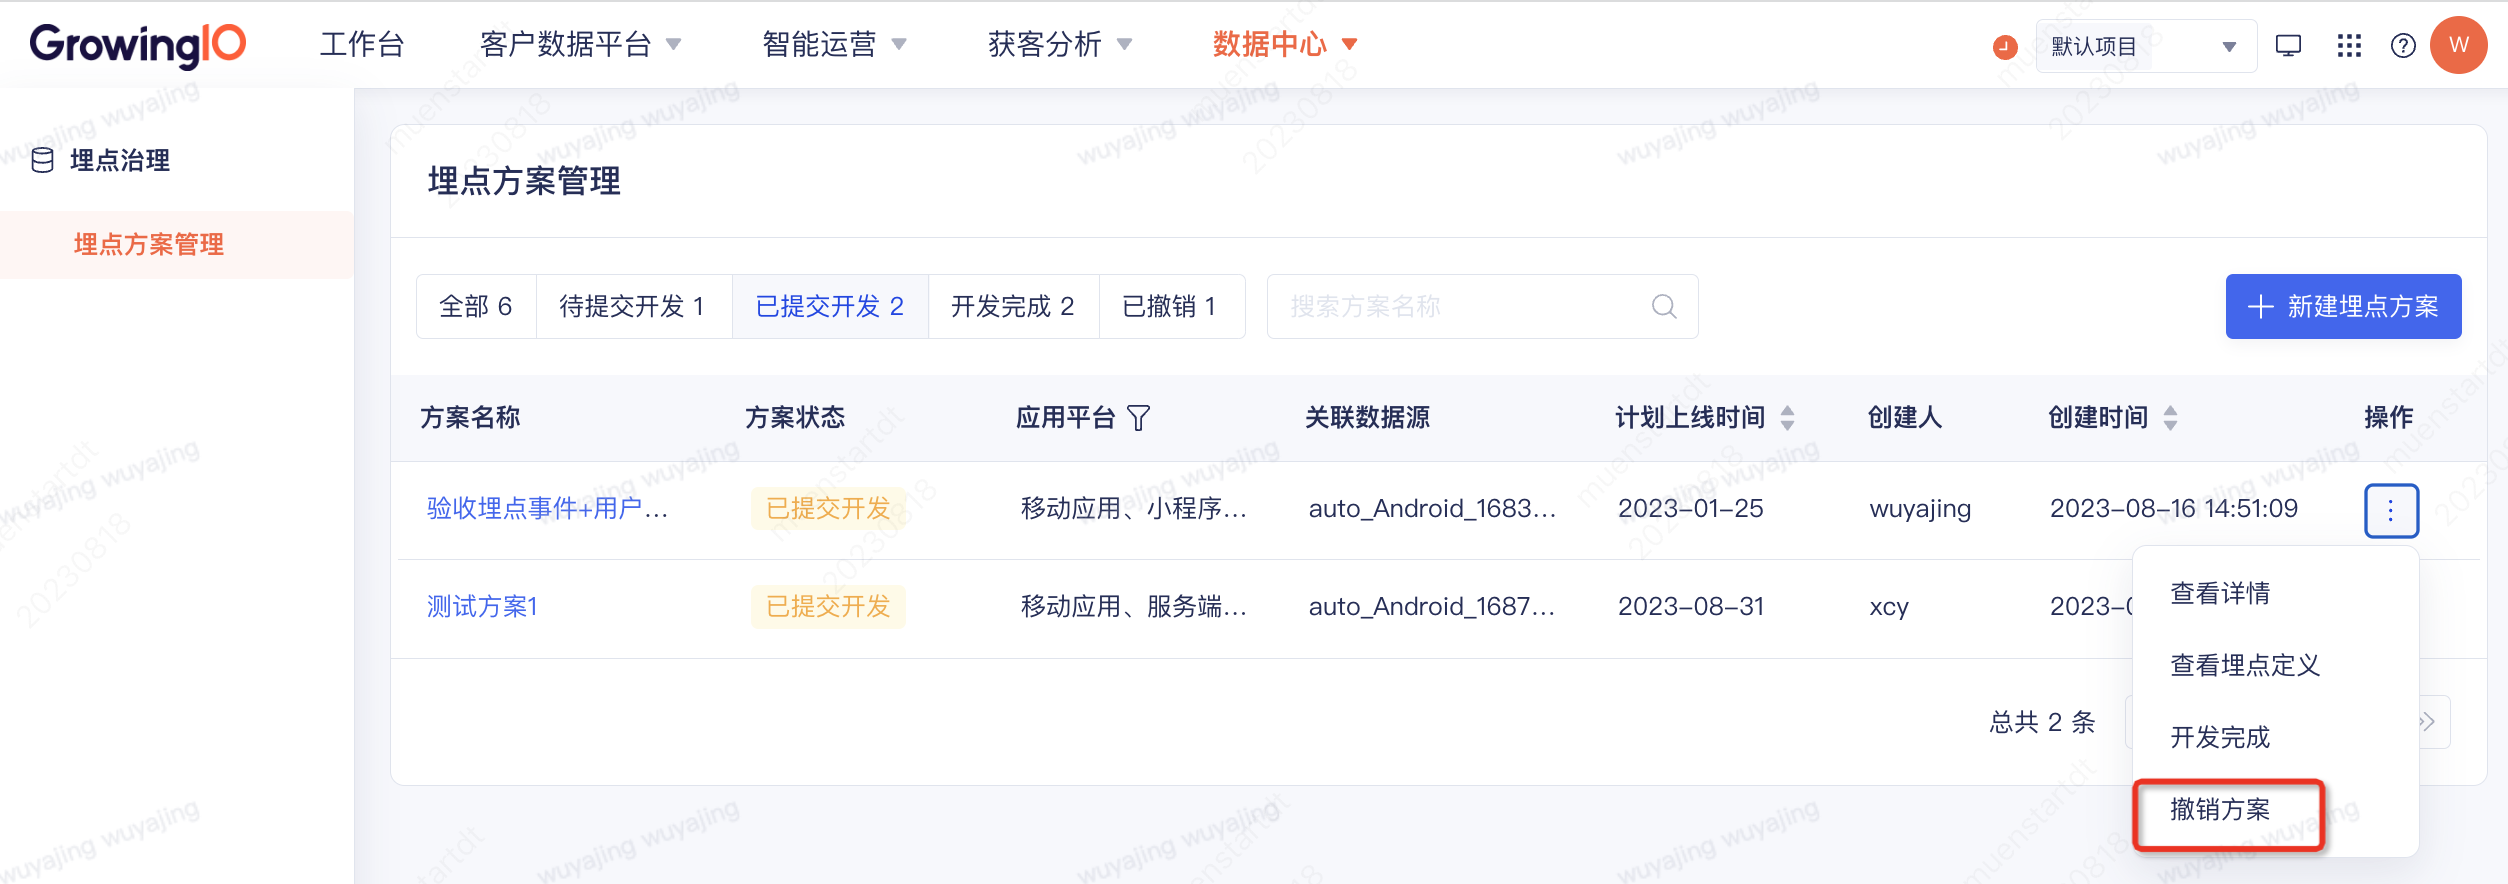 GrowingIO 工作台 客户数据平台 智能运营 获客分析 数据中心 默认项目 W
埋点治理
埋点方案管理
埋点方案管理
全部 6 待提交开发 1 已提交开发 2 开发完成 2 已撤销 1 搜索方案名称 新建埋点方案
方案名称 方案状态 应用平台 关联数据源 计划上线时间 创建人 创建时间 操作
验收埋点事件+用户... 已提交开发 移动应用、小程序... auto_Android_1683... 2023-01-25 wuyajing 2023-08-16 14:51:09
测试方案1 已提交开发 移动应用、服务端... auto_Android_1687... 2023-08-31 xcy
查看详情
查看埋点定义
总共 2 条
开发完成
撤销方案
wuyajing wuyajing
muenstartdt
20230818